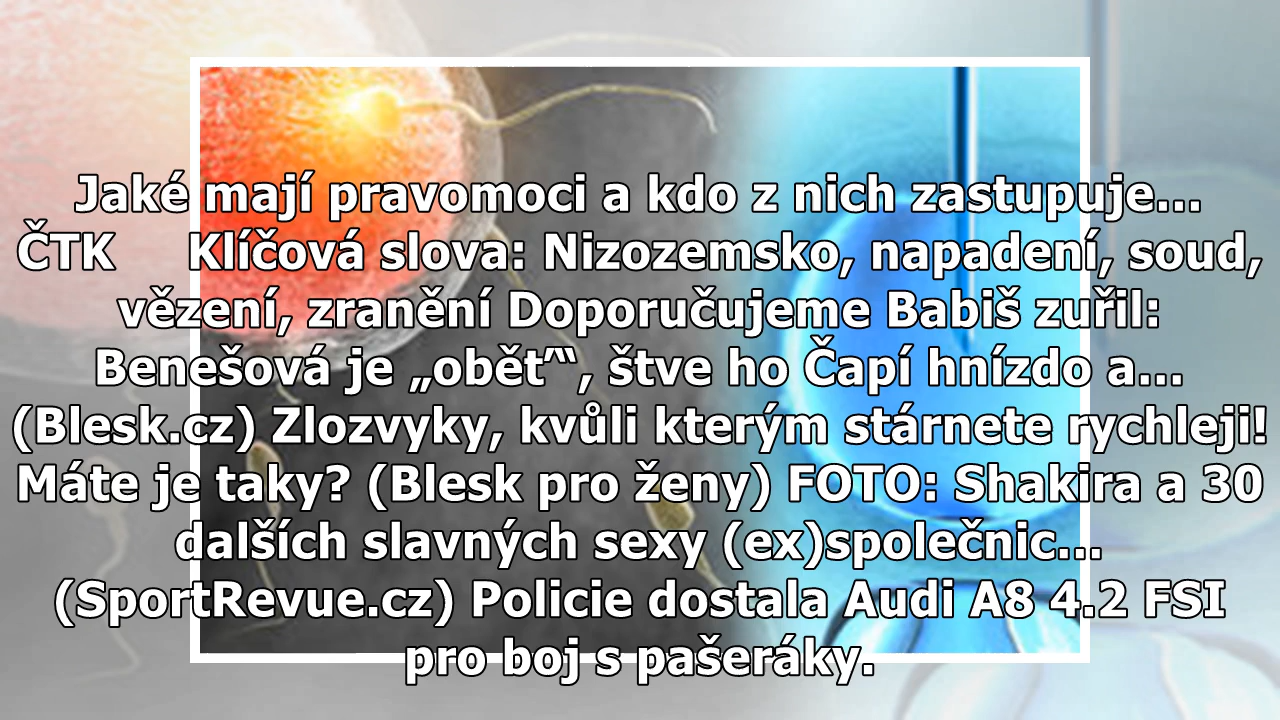 Jaké mají pravomoci a kdo z nich zastupuje...
ČTK Klíčová slova: Nizozemsko, napadení, soud,
vězení, zranění Doporučujeme Babiš zuřil:
Benešová je „oběť“, štve ho Čapí hnízdo a...
(Blesk.cz) Zlozvyky, kvůli kterým stárnete rychleji!
Máte je taky? (Blesk pro ženy) FOTO: Shakira a 30
dalších slavných sexy (ex)společnic...
(SportRevue.cz) Policie dostala Audi A8 4.2 FSI
pro boj s pašeráky.